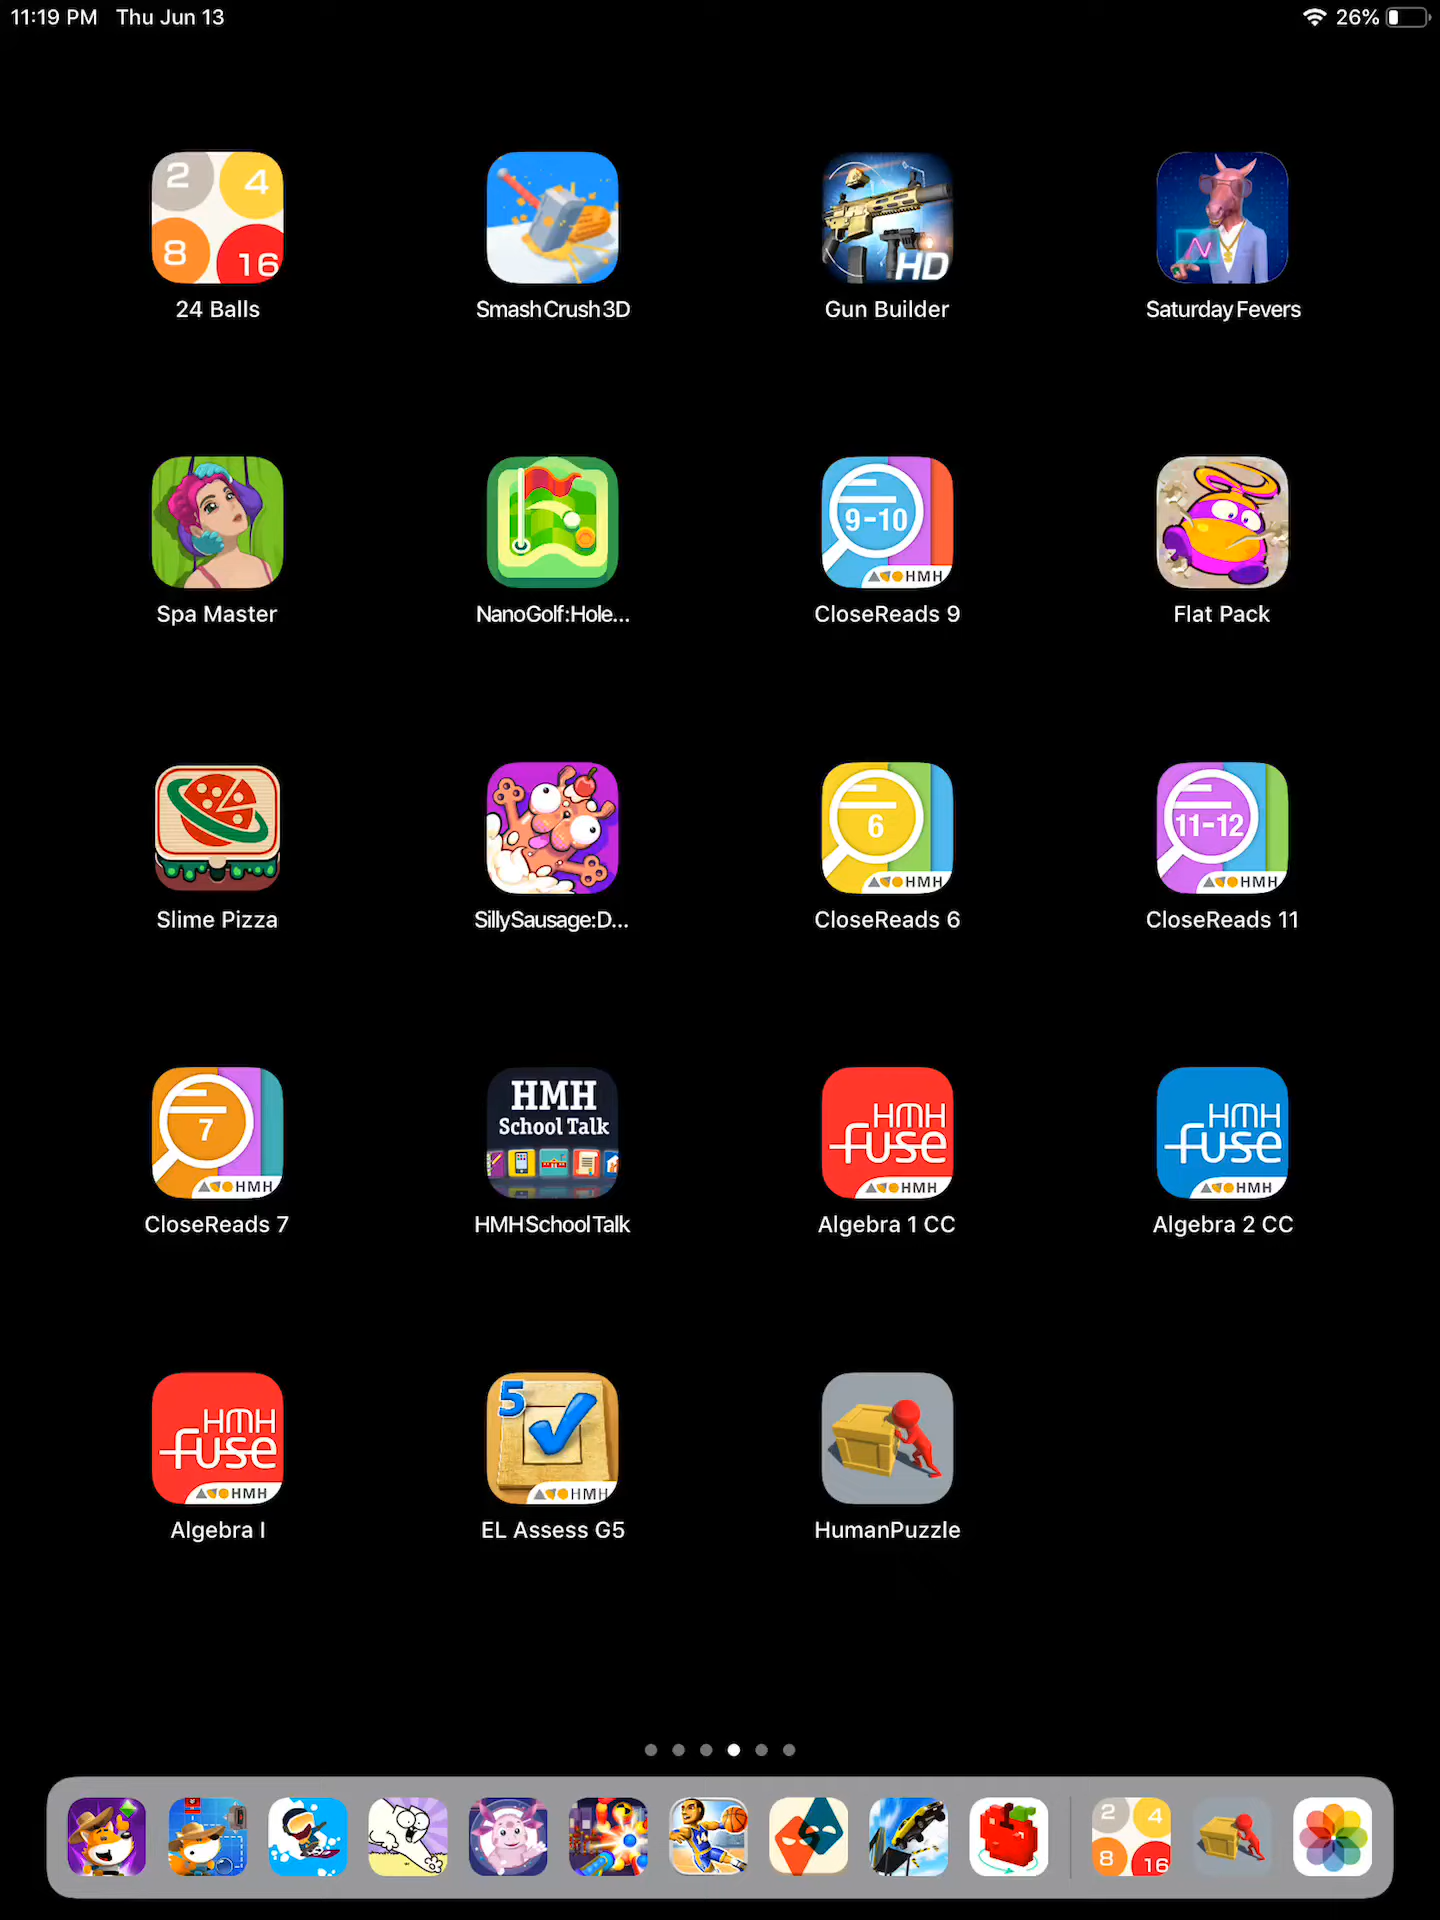 11:19 PM Thu Jun 13
26%
2 4
8 16
24 Balls
SmashCrush3D
HD
Gun Builder
Saturday Fevers
Spa Master
NanoGolf: Hole...
9-10
HMH
CloseReads 9
Flat Pack
Slime Pizza
SillySausage: D...
6
HMH
CloseReads 6
11-12
HMH
CloseReads 11
7
HMH
CloseReads 7
HMH
School Talk
HMH School Talk
HMH
fuse
HMH
Algebra 1 CC
HMH
fuse
HMH
Algebra 2 CC
HMH
fuse
HMH
Algebra I
5
HMH
EL Assess G5
HumanPuzzle
2 4
8 16